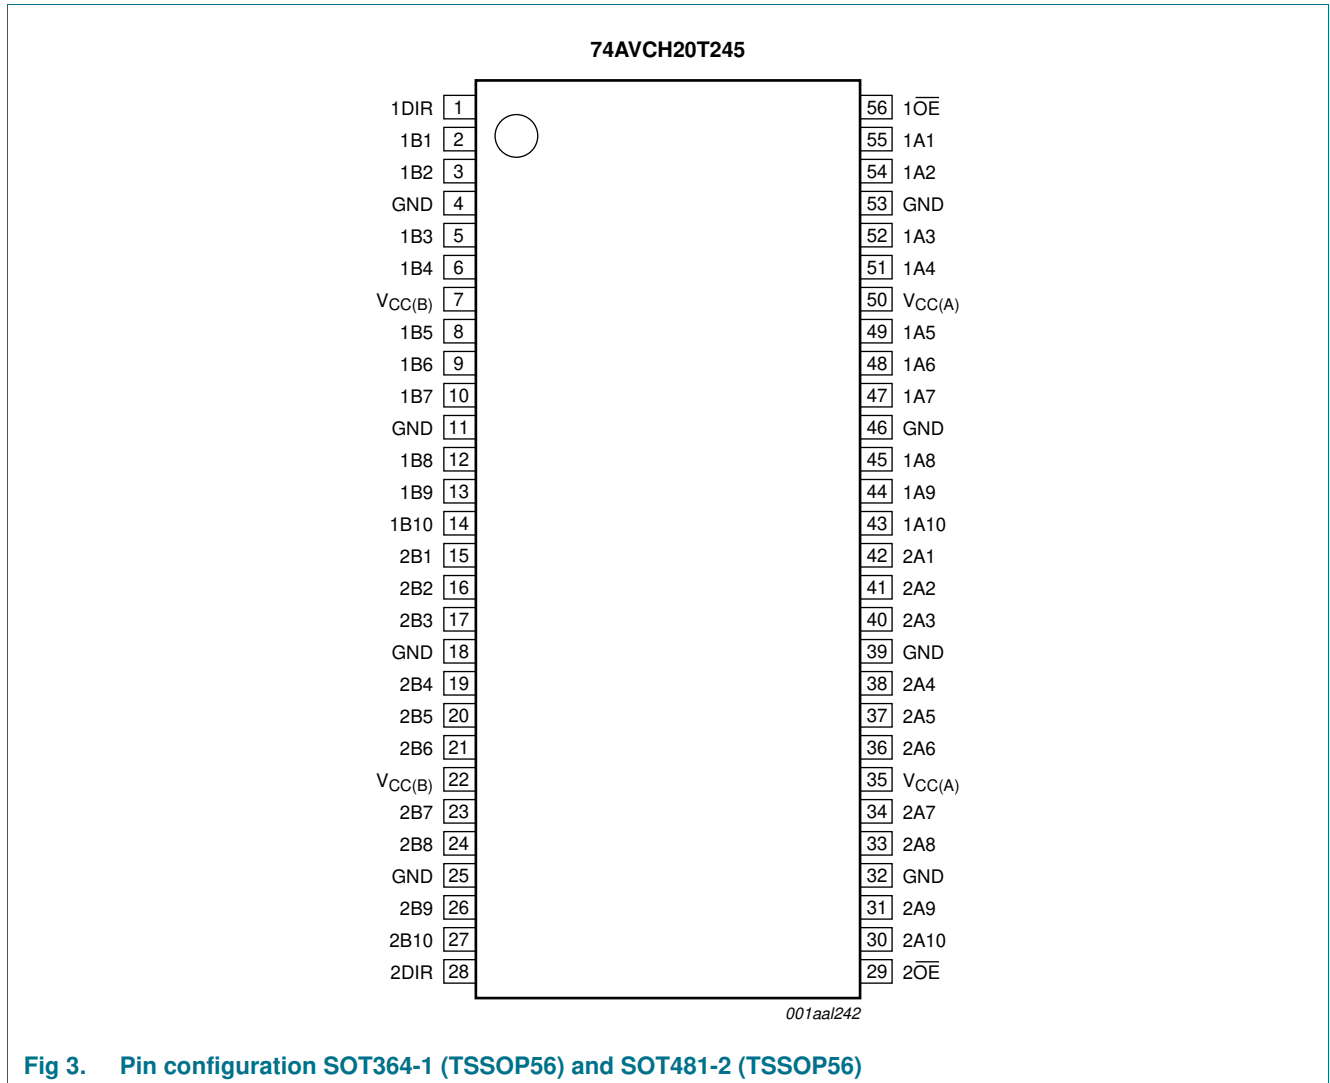 74AVCH20T245
1DIR 1 56 1O̅E̅
1B1 2 55 1A1
1B2 3 54 1A2
GND 4 53 GND
1B3 5 52 1A3
1B4 6 51 1A4
VCC(B) 7 50 VCC(A)
1B5 8 49 1A5
1B6 9 48 1A6
1B7 10 47 1A7
GND 11 46 GND
1B8 12 45 1A8
1B9 13 44 1A9
1B10 14 43 1A10
2B1 15 42 2A1
2B2 16 41 2A2
2B3 17 40 2A3
GND 18 39 GND
2B4 19 38 2A4
2B5 20 37 2A5
2B6 21 36 2A6
VCC(B) 22 35 VCC(A)
2B7 23 34 2A7
2B8 24 33 2A8
GND 25 32 GND
2B9 26 31 2A9
2B10 27 30 2A10
2DIR 28 29 2O̅E̅
001aal242
Fig 3. Pin configuration SOT364-1 (TSSOP56) and SOT481-2 (TSSOP56)